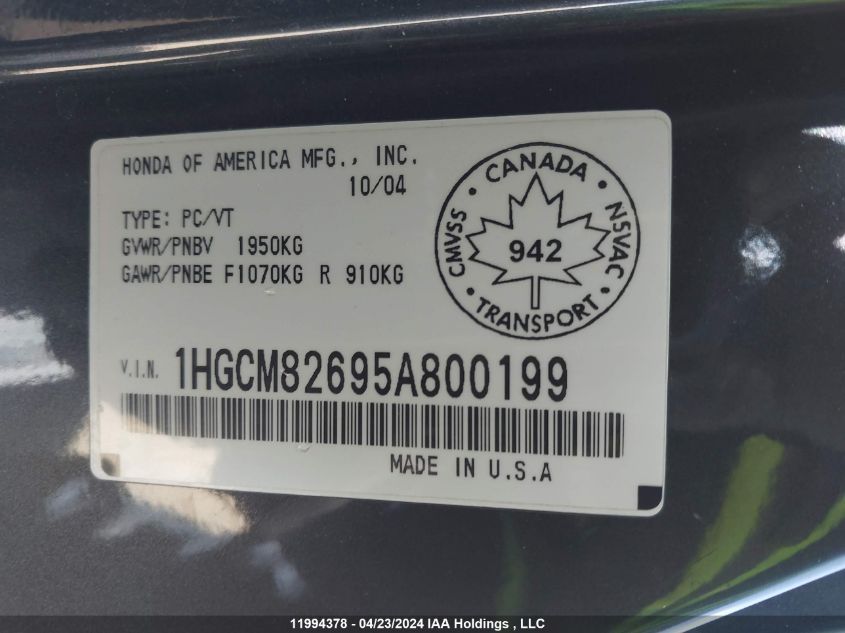 HONDA OF AMERICA MFG., INC.
10/04
TYPE: PC/VT
GVWR/PNBV 1950KG
GAWR/PNBE F1070KG R 910KG
CANADA
CMVSS
NSVAC
942
TRANSPORT
V.I.N. 1HGCM82695A800199
MADE IN U.S.A
11994378 - 04/23/2024 IAA Holdings , LLC